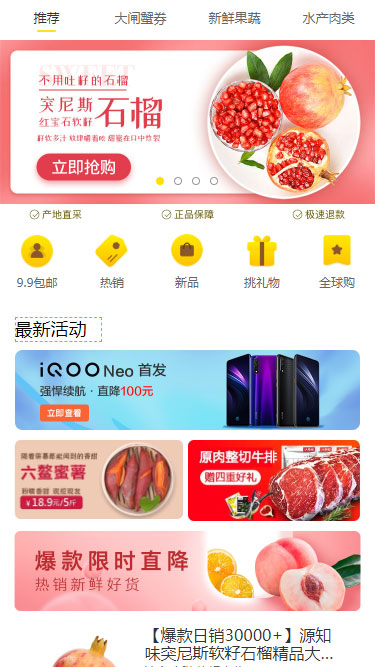 推荐
大闸蟹券
新鲜果蔬
水产肉类
SWEET
不用吐籽的石榴
突尼斯
红宝石软籽
石榴
籽软多汁 放肆嚼着吃 甜蜜在口中炸裂
立即抢购
产地直采
正品保障
极速退款
9.9包邮
热销
新品
挑礼物
全球购
最新活动
iQOO Neo 首发
强悍续航·直降100元
立即查看
随着袅袅都能闻到的香甜
六鳌蜜薯
粉糯香甜 现挖现发
¥18.9元/5斤
原肉整切牛排
赠四重好礼
爆款限时直降
热销新鲜好货
【爆款日销30000+】源知
味突尼斯软籽石榴精品大...